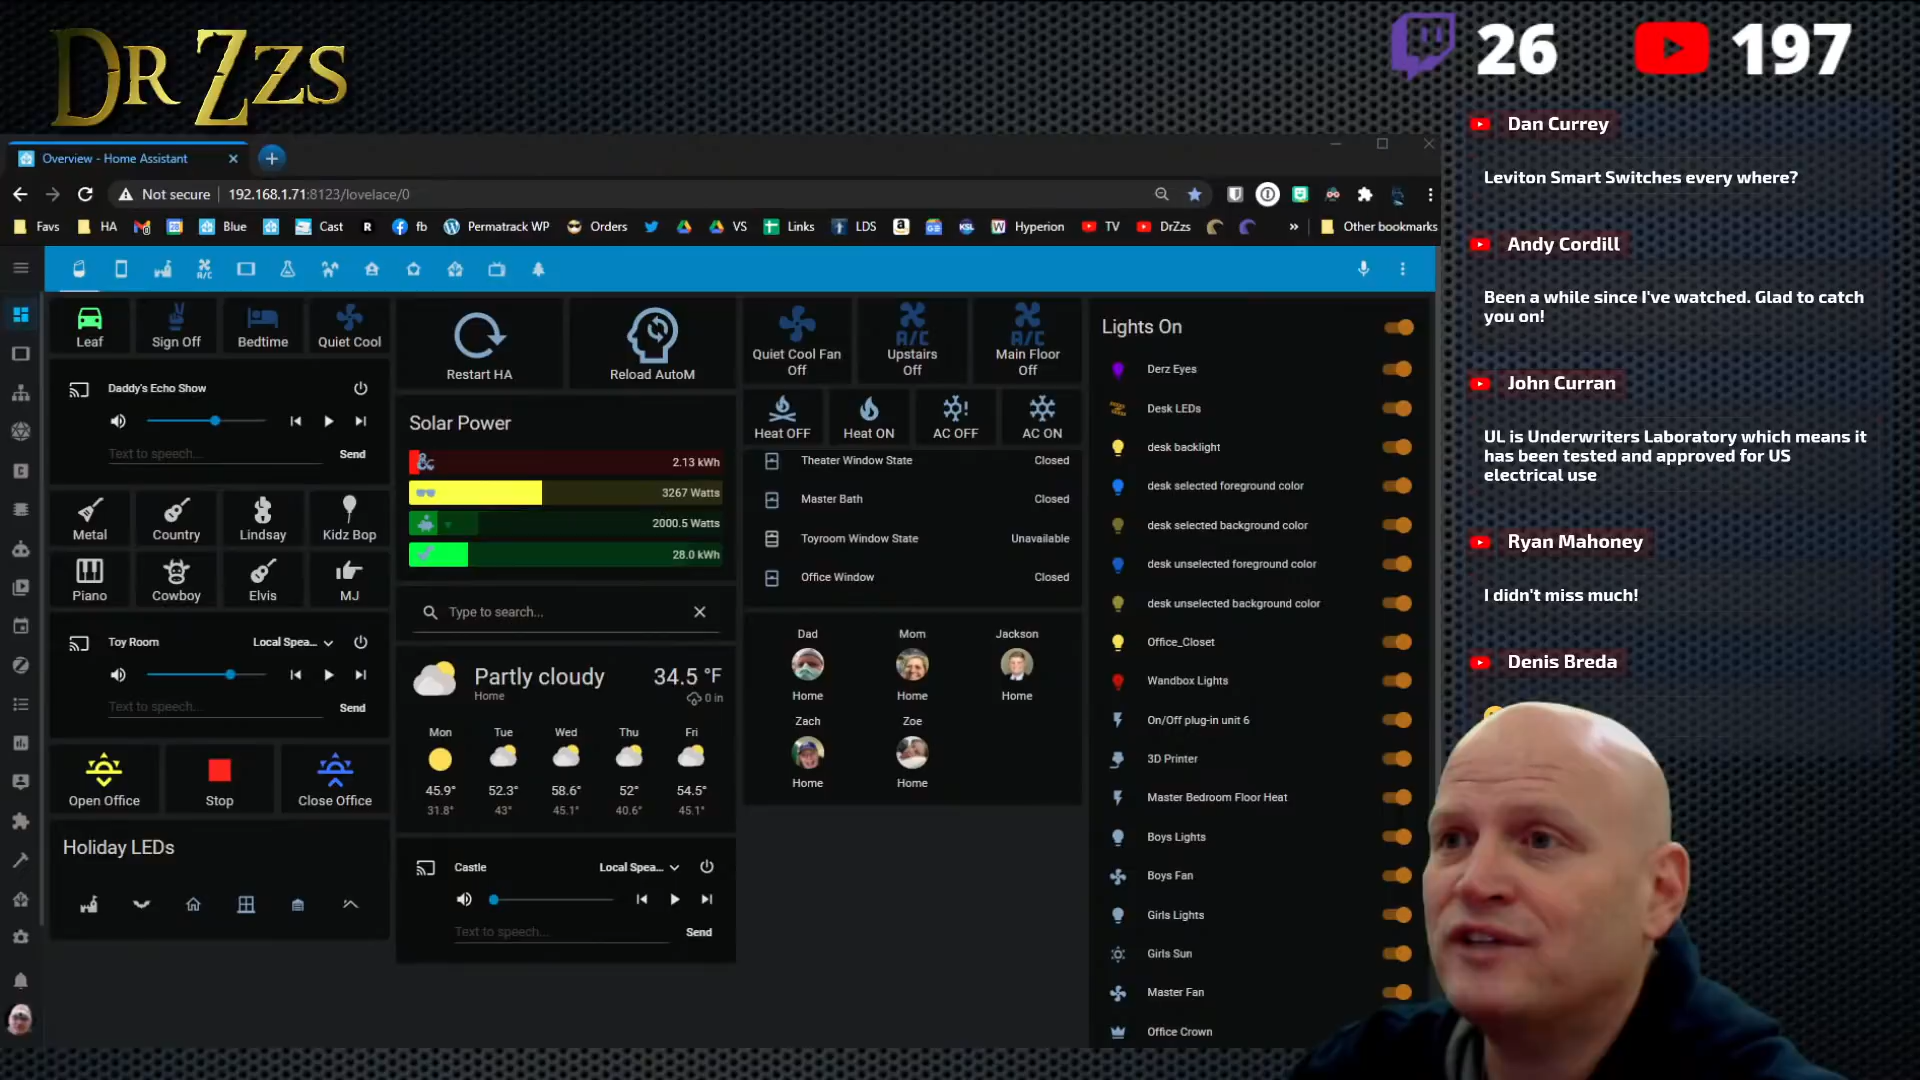 DR ZZS
26
197
Overview - Home Assistant
Not secure
192.168.1.71:8123/lovelace/0
Favs
HA
Blue
Cast
R
fb
Permatrack WP
Orders
VS
Links
LDS
Hyperion
TV
DrZzs
»
Other bookmarks
A/C
Leaf
Sign Off
Bedtime
Quiet Cool
Daddy's Echo Show
Text to speech...
Send
Metal
Country
Lindsay
Kidz Bop
Piano
Cowboy
Elvis
MJ
Toy Room
Local Spea...
Text to speech...
Send
Open Office
Stop
Close Office
Holiday LEDs
Restart HA
Reload AutoM
Solar Power
2.13 kWh
3267 Watts
2000.5 Watts
28.0 kWh
Type to search...
Partly cloudy
Home
34.5 °F
0 in
Mon
Tue
Wed
Thu
Fri
45.9°
52.3°
58.6°
52°
54.5°
31.8°
43°
45.1°
40.6°
45.1°
Castle
Local Spea...
Text to speech...
Send
Quiet Cool Fan
Off
A/C
Upstairs
Off
A/C
Main Floor
Off
Heat OFF
Heat ON
AC OFF
AC ON
Theater Window State
Closed
Master Bath
Closed
Toyroom Window State
Unavailable
Office Window
Closed
Dad
Mom
Jackson
Home
Home
Home
Zach
Zoe
Home
Home
Lights On
Derz Eyes
Desk LEDs
desk backlight
desk selected foreground color
desk selected background color
desk unselected foreground color
desk unselected background color
Office_Closet
Wandbox Lights
On/Off plug-in unit 6
3D Printer
Master Bedroom Floor Heat
Boys Lights
Boys Fan
Girls Lights
Girls Sun
Master Fan
Office Crown
Dan Currey
Leviton Smart Switches every where?
Andy Cordill
Been a while since I've watched. Glad to catch
you on!
John Curran
UL is Underwriters Laboratory which means it
has been tested and approved for US
electrical use
Ryan Mahoney
I didn't miss much!
Denis Breda